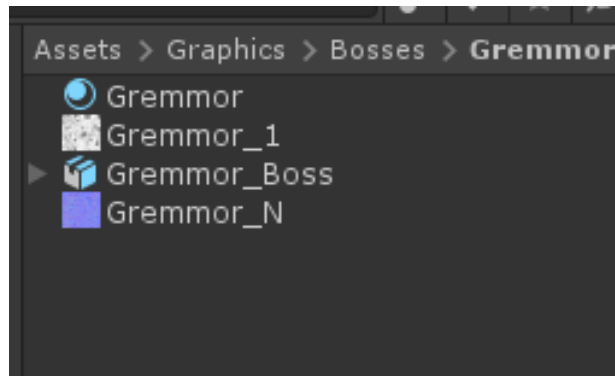 Assets > Graphics > Bosses > Gremmor
Gremmor
Gremmor_1
Gremmor_Boss
Gremmor_N